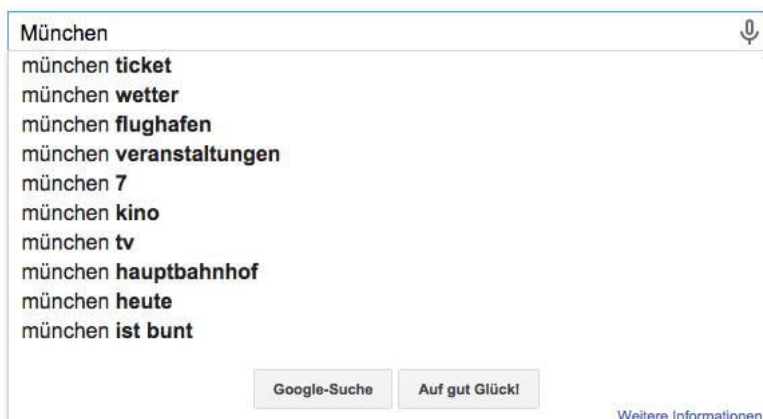 München
münchen ticket
münchen wetter
münchen flughafen
münchen veranstaltungen
münchen 7
münchen kino
münchen tv
münchen hauptbahnhof
münchen heute
münchen ist bunt
Google-Suche Auf gut Glück!
Weitere Informationen